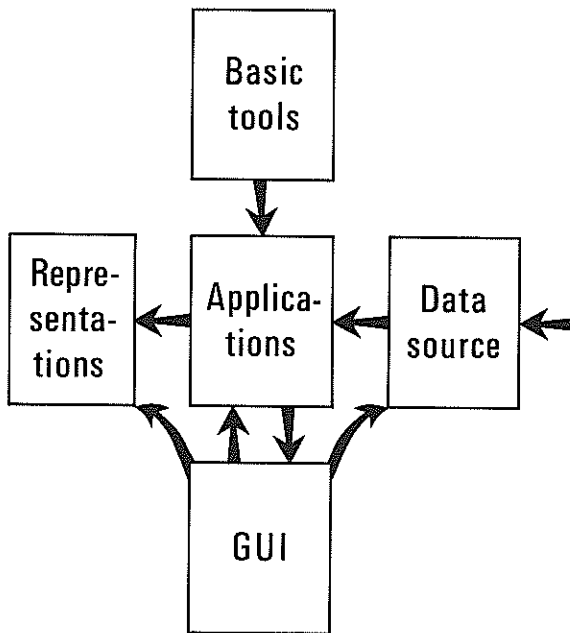 Basic
tools
Repre-
senta-
tions
Applica-
tions
Data
source
GUI